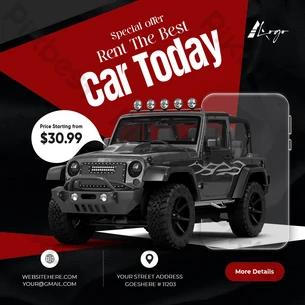 Special offer
Rent The Best
Car Today
Logo
Price Starting from
$30.99
WEBSITEHERE.COM
YOUR@GMAIL.COM
YOUR STREET ADDRESS
GOESHERE # 11203
More Details